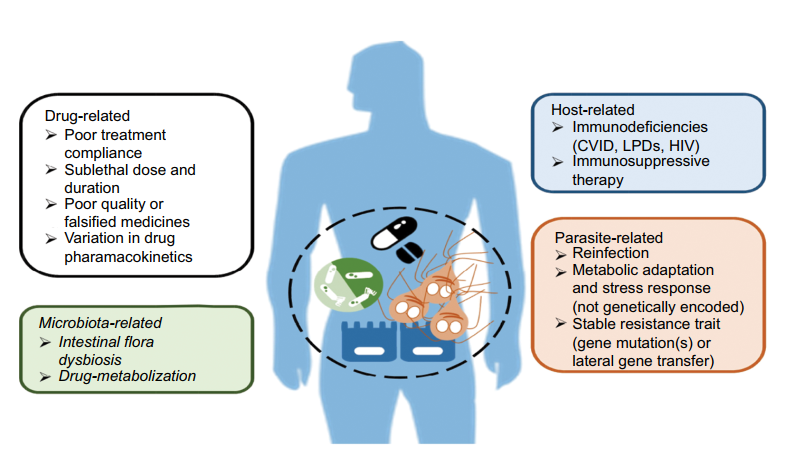 Drug-related
➢ Poor treatment
compliance
➢ Sublethal dose and
duration
➢ Poor quality or
falsified medicines
➢ Variation in drug
pharamacokinetics
Microbiota-related
➢ Intestinal flora
dysbiosis
➢ Drug-metabolization
Host-related
➢ Immunodeficiencies
(CVID, LPDs, HIV)
➢ Immunosuppressive
therapy
Parasite-related
➢ Reinfection
➢ Metabolic adaptation
and stress response
(not genetically encoded)
➢ Stable resistance trait
(gene mutation(s) or
lateral gene transfer)